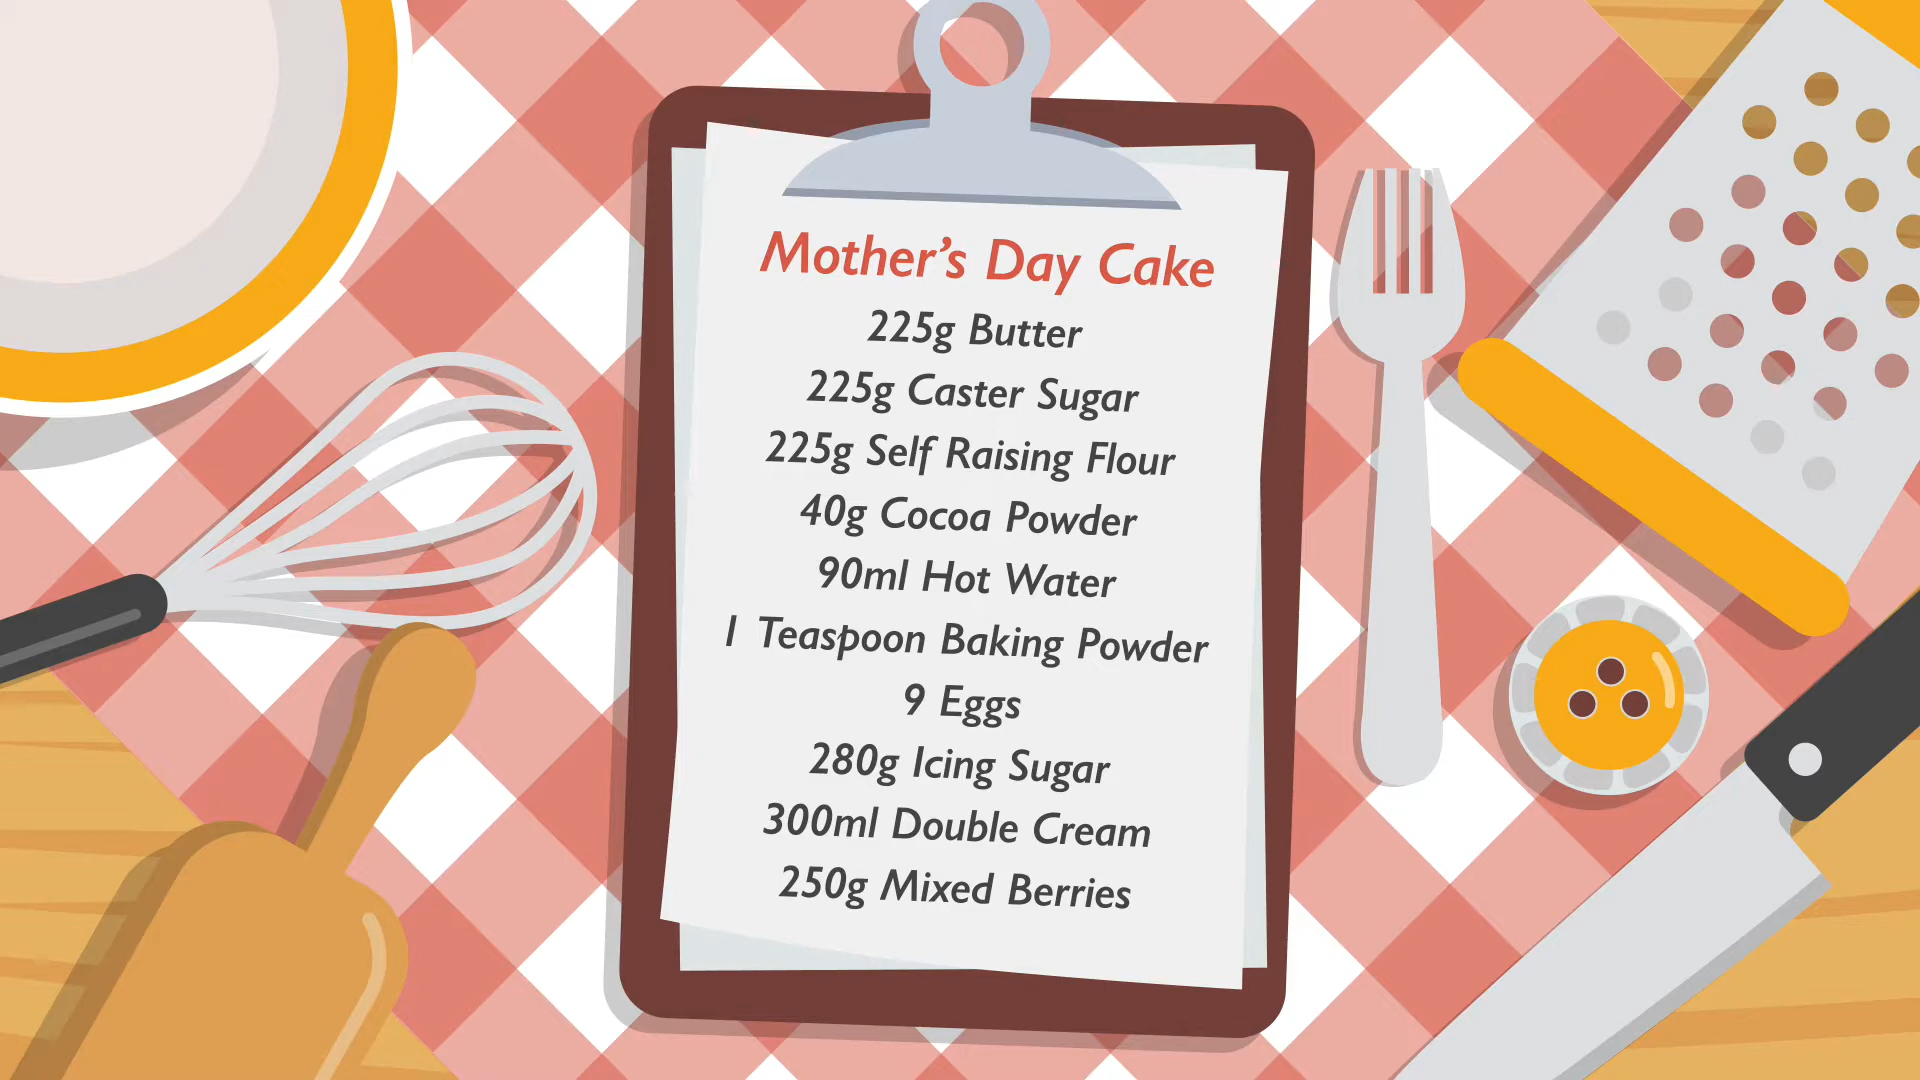 Mother's Day Cake
225g Butter
225g Caster Sugar
225g Self Raising Flour
40g Cocoa Powder
90ml Hot Water
1 Teaspoon Baking Powder
9 Eggs
280g Icing Sugar
300ml Double Cream
250g Mixed Berries